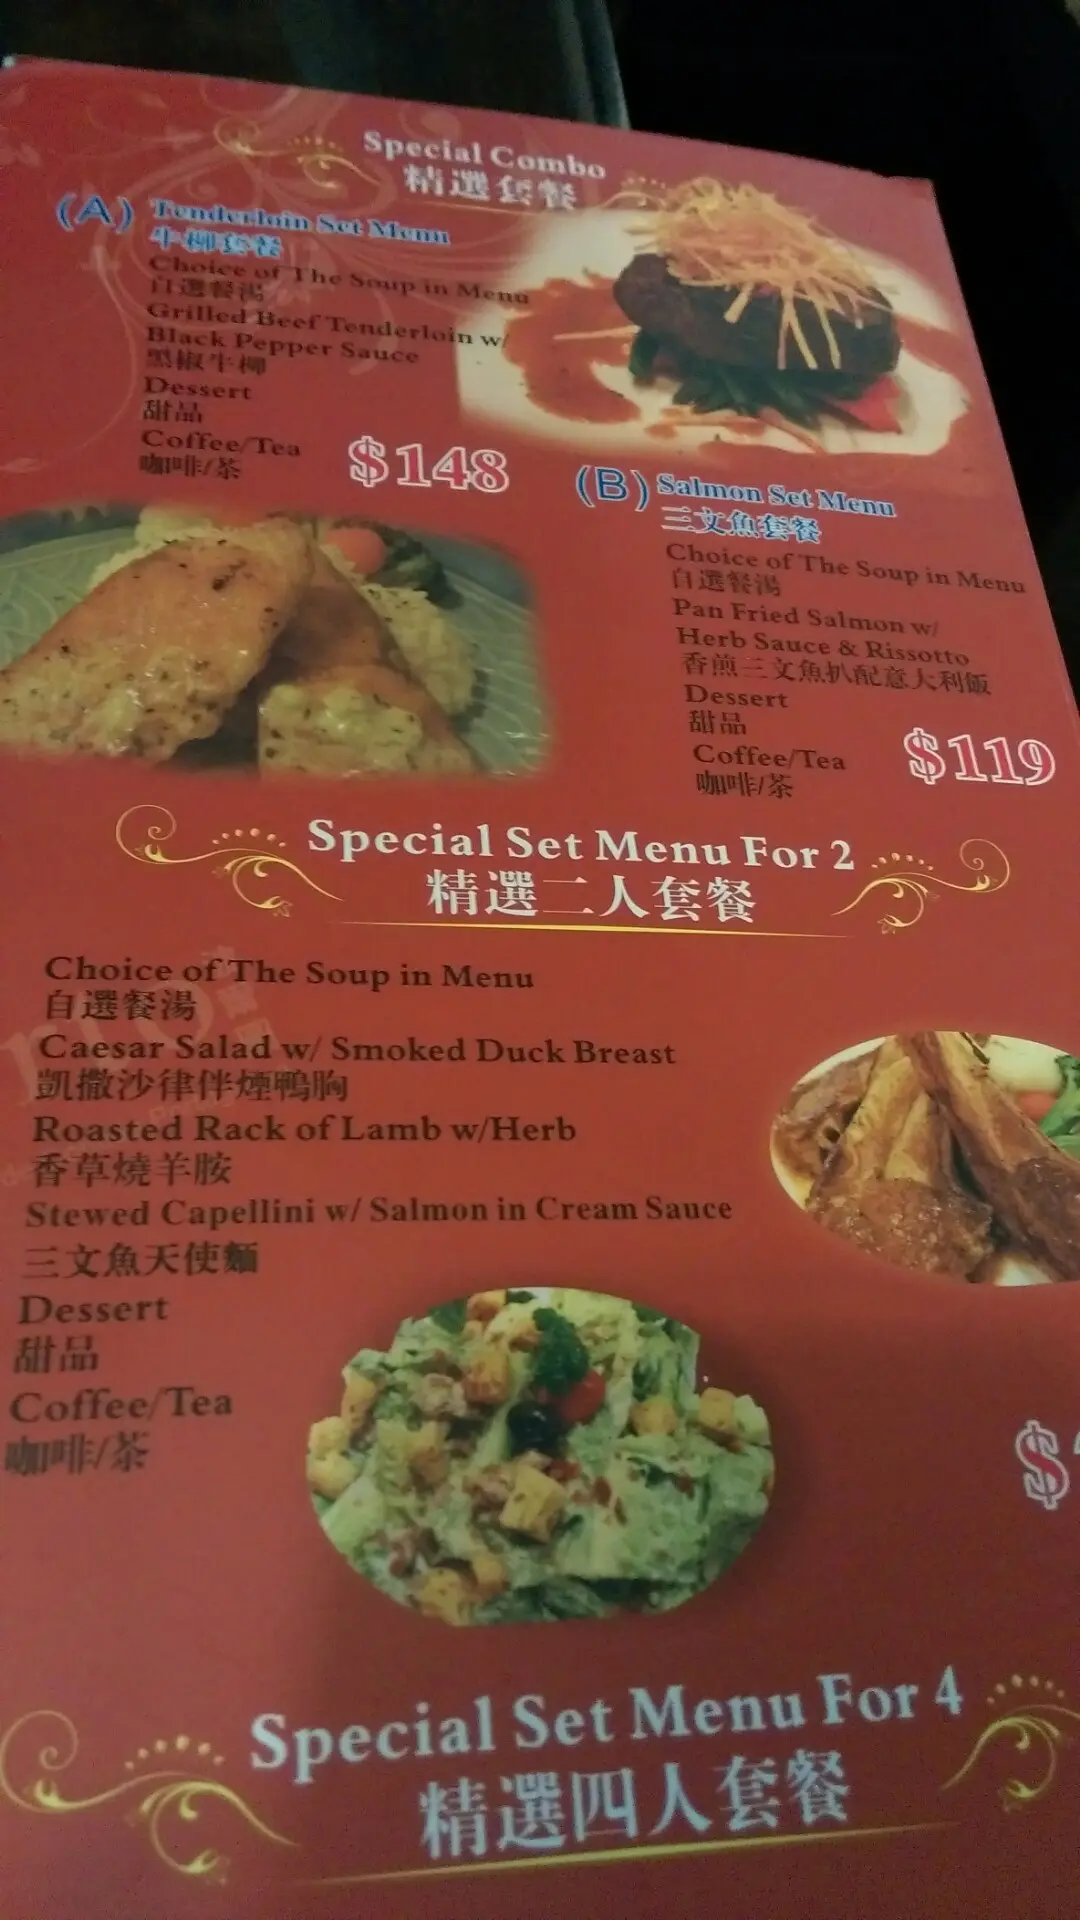 Special Combo
精選套餐
(A) Tenderloin Set Menu
牛柳套餐
Choice of The Soup in Menu
自選餐湯
Grilled Beef Tenderloin w/
Black Pepper Sauce
黑椒牛柳
Dessert
甜品
Coffee/Tea
咖啡/茶
$148
(B) Salmon Set Menu
三文魚套餐
Choice of The Soup in Menu
自選餐湯
Pan Fried Salmon w/
Herb Sauce & Rissotto
香煎三文魚扒配意大利飯
Dessert
甜品
Coffee/Tea
咖啡/茶
$119
Special Set Menu For 2
精選二人套餐
Choice of The Soup in Menu
自選餐湯
Caesar Salad w/ Smoked Duck Breast
凱撒沙律伴煙鴨胸
Roasted Rack of Lamb w/Herb
香草燒羊胺
Stewed Capellini w/ Salmon in Cream Sauce
三文魚天使麵
Dessert
甜品
Coffee/Tea
咖啡/茶
$
Special Set Menu For 4
精選四人套餐